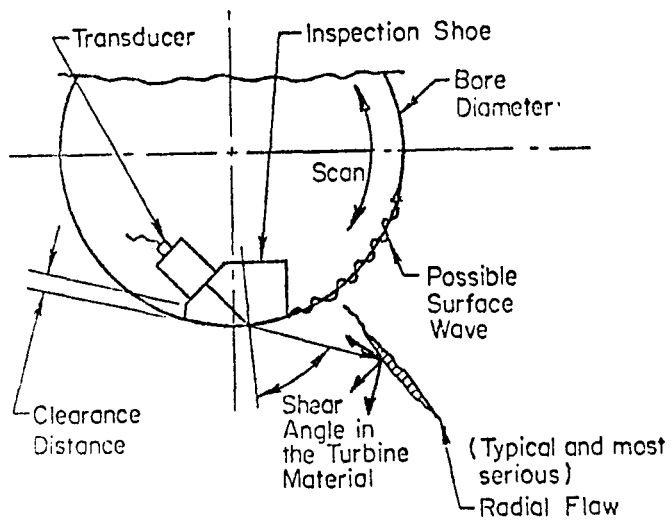 Transducer
Inspection Shoe
Bore
Diameter
Scan
Possible
Surface
Wave
Clearance
Distance
Shear
Angle in
the Turbine
Material
(Typical and most
serious)
Radial Flaw